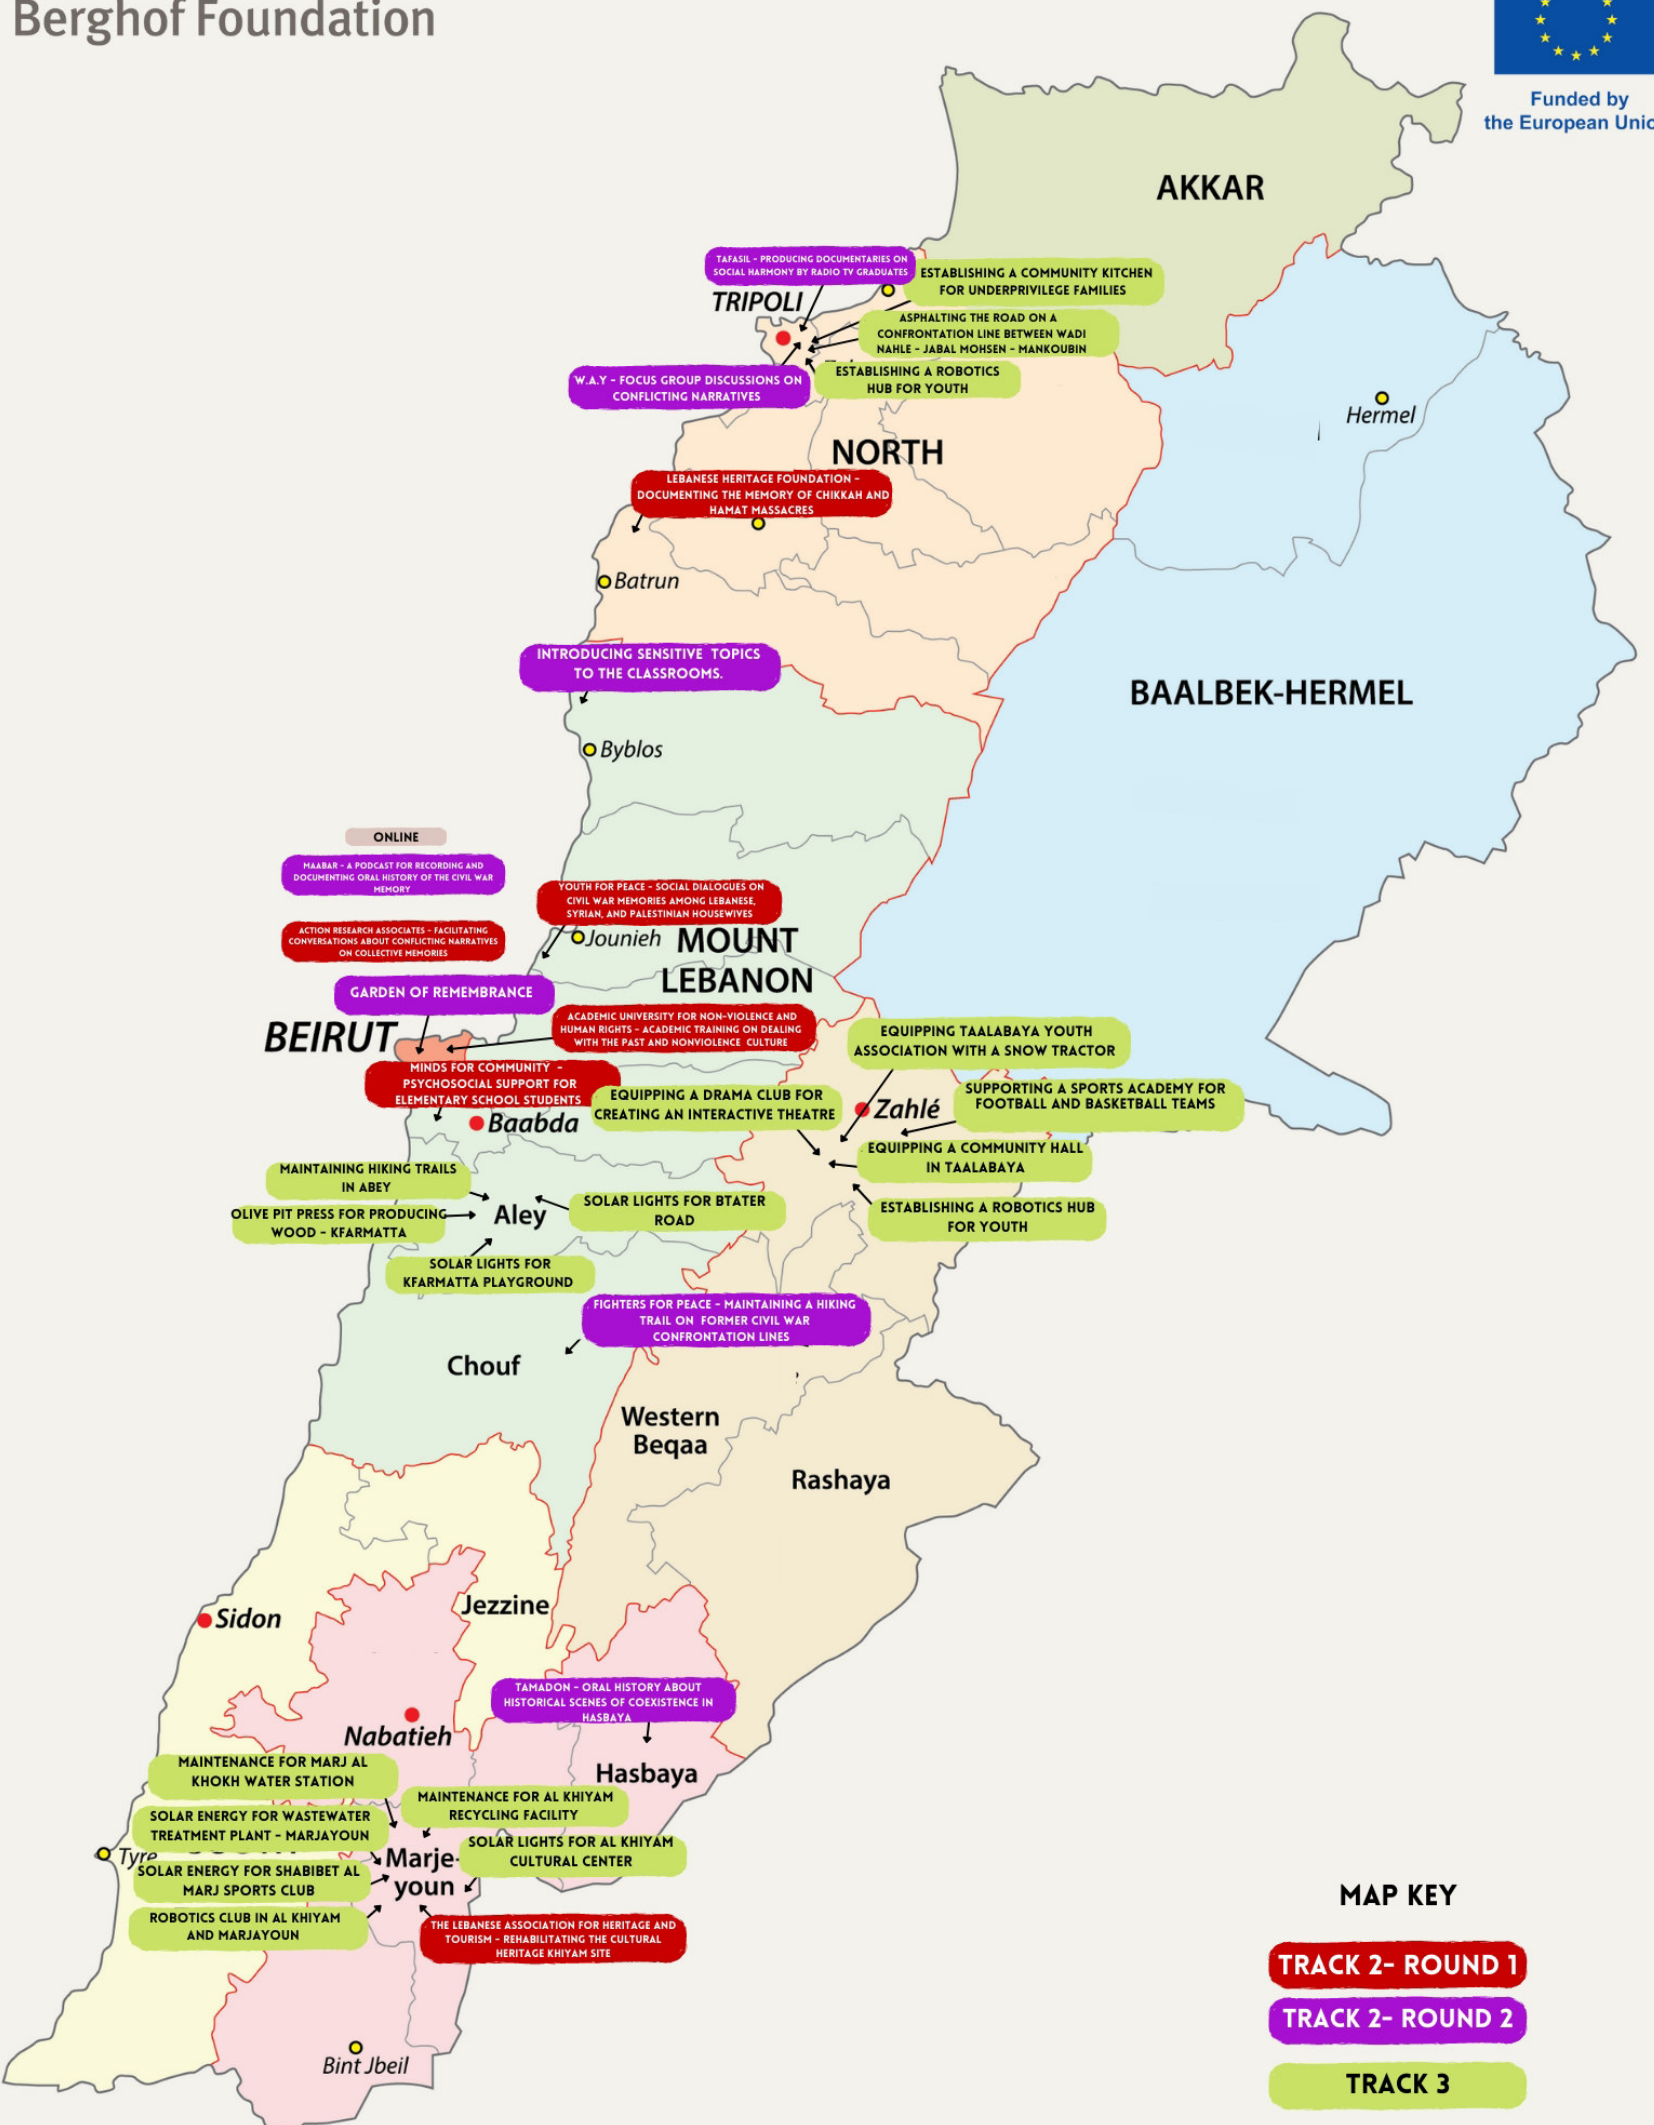 Berghof Foundation
Funded by
the European Unio
AKKAR
TAFASIL - PRODUCING DOCUMENTARIES ON
SOCIAL HARMONY BY RADIO TV GRADUATES
ESTABLISHING A COMMUNITY KITCHEN
FOR UNDERPRIVILEGE FAMILIES
TRIPOLI
ASPHALTING THE ROAD ON A
CONFRONTATION LINE BETWEEN WADI
NAHLE - JABAL MOHSEN - MANKOUBIN
W.A.Y - FOCUS GROUP DISCUSSIONS ON
CONFLICTING NARRATIVES
ESTABLISHING A ROBOTICS
HUB FOR YOUTH
Hermel
NORTH
LEBANESE HERITAGE FOUNDATION -
DOCUMENTING THE MEMORY OF CHIKKAH AND
HAMAT MASSACRES
Batrun
INTRODUCING SENSITIVE TOPICS
TO THE CLASSROOMS.
BAALBEK-HERMEL
Byblos
ONLINE
MAABAR - A PODCAST FOR RECORDING AND
DOCUMENTING ORAL HISTORY OF THE CIVIL WAR
MEMORY
YOUTH FOR PEACE - SOCIAL DIALOGUES ON
CIVIL WAR MEMORIES AMONG LEBANESE,
SYRIAN, AND PALESTINIAN HOUSEWIVES
ACTION RESEARCH ASSOCIATES - FACILITATING
CONVERSATIONS ABOUT CONFLICTING NARRATIVES
ON COLLECTIVE MEMORIES
Jounieh
MOUNT
LEBANON
GARDEN OF REMEMBRANCE
BEIRUT
ACADEMIC UNIVERSITY FOR NON-VIOLENCE AND
HUMAN RIGHTS - ACADEMIC TRAINING ON DEALING
WITH THE PAST AND NONVIOLENCE CULTURE
EQUIPPING TAALABAYA YOUTH
ASSOCIATION WITH A SNOW TRACTOR
MINDS FOR COMMUNITY -
PSYCHOSOCIAL SUPPORT FOR
ELEMENTARY SCHOOL STUDENTS
EQUIPPING A DRAMA CLUB FOR
CREATING AN INTERACTIVE THEATRE
Zahlé
SUPPORTING A SPORTS ACADEMY FOR
FOOTBALL AND BASKETBALL TEAMS
Baabda
EQUIPPING A COMMUNITY HALL
IN TAALABAYA
MAINTAINING HIKING TRAILS
IN ABEY
SOLAR LIGHTS FOR BTATER
ROAD
ESTABLISHING A ROBOTICS HUB
FOR YOUTH
OLIVE PIT PRESS FOR PRODUCING
WOOD - KFARMATTA
Aley
SOLAR LIGHTS FOR
KFARMATTA PLAYGROUND
FIGHTERS FOR PEACE - MAINTAINING A HIKING
TRAIL ON FORMER CIVIL WAR
CONFRONTATION LINES
Chouf
Western
Beqaa
Rashaya
Jezzine
Sidon
TAMADON - ORAL HISTORY ABOUT
HISTORICAL SCENES OF COEXISTENCE IN
HASBAYA
Nabatieh
Hasbaya
MAINTENANCE FOR MARJ AL
KHOKH WATER STATION
MAINTENANCE FOR AL KHIYAM
RECYCLING FACILITY
SOLAR ENERGY FOR WASTEWATER
TREATMENT PLANT - MARJAYOUN
SOLAR LIGHTS FOR AL KHIYAM
CULTURAL CENTER
Tyre
Marje-
youn
SOLAR ENERGY FOR SHABIBET AL
MARJ SPORTS CLUB
ROBOTICS CLUB IN AL KHIYAM
AND MARJAYOUN
THE LEBANESE ASSOCIATION FOR HERITAGE AND
TOURISM - REHABILITATING THE CULTURAL
HERITAGE KHIYAM SITE
Bint Jbeil
MAP KEY
TRACK 2- ROUND 1
TRACK 2- ROUND 2
TRACK 3